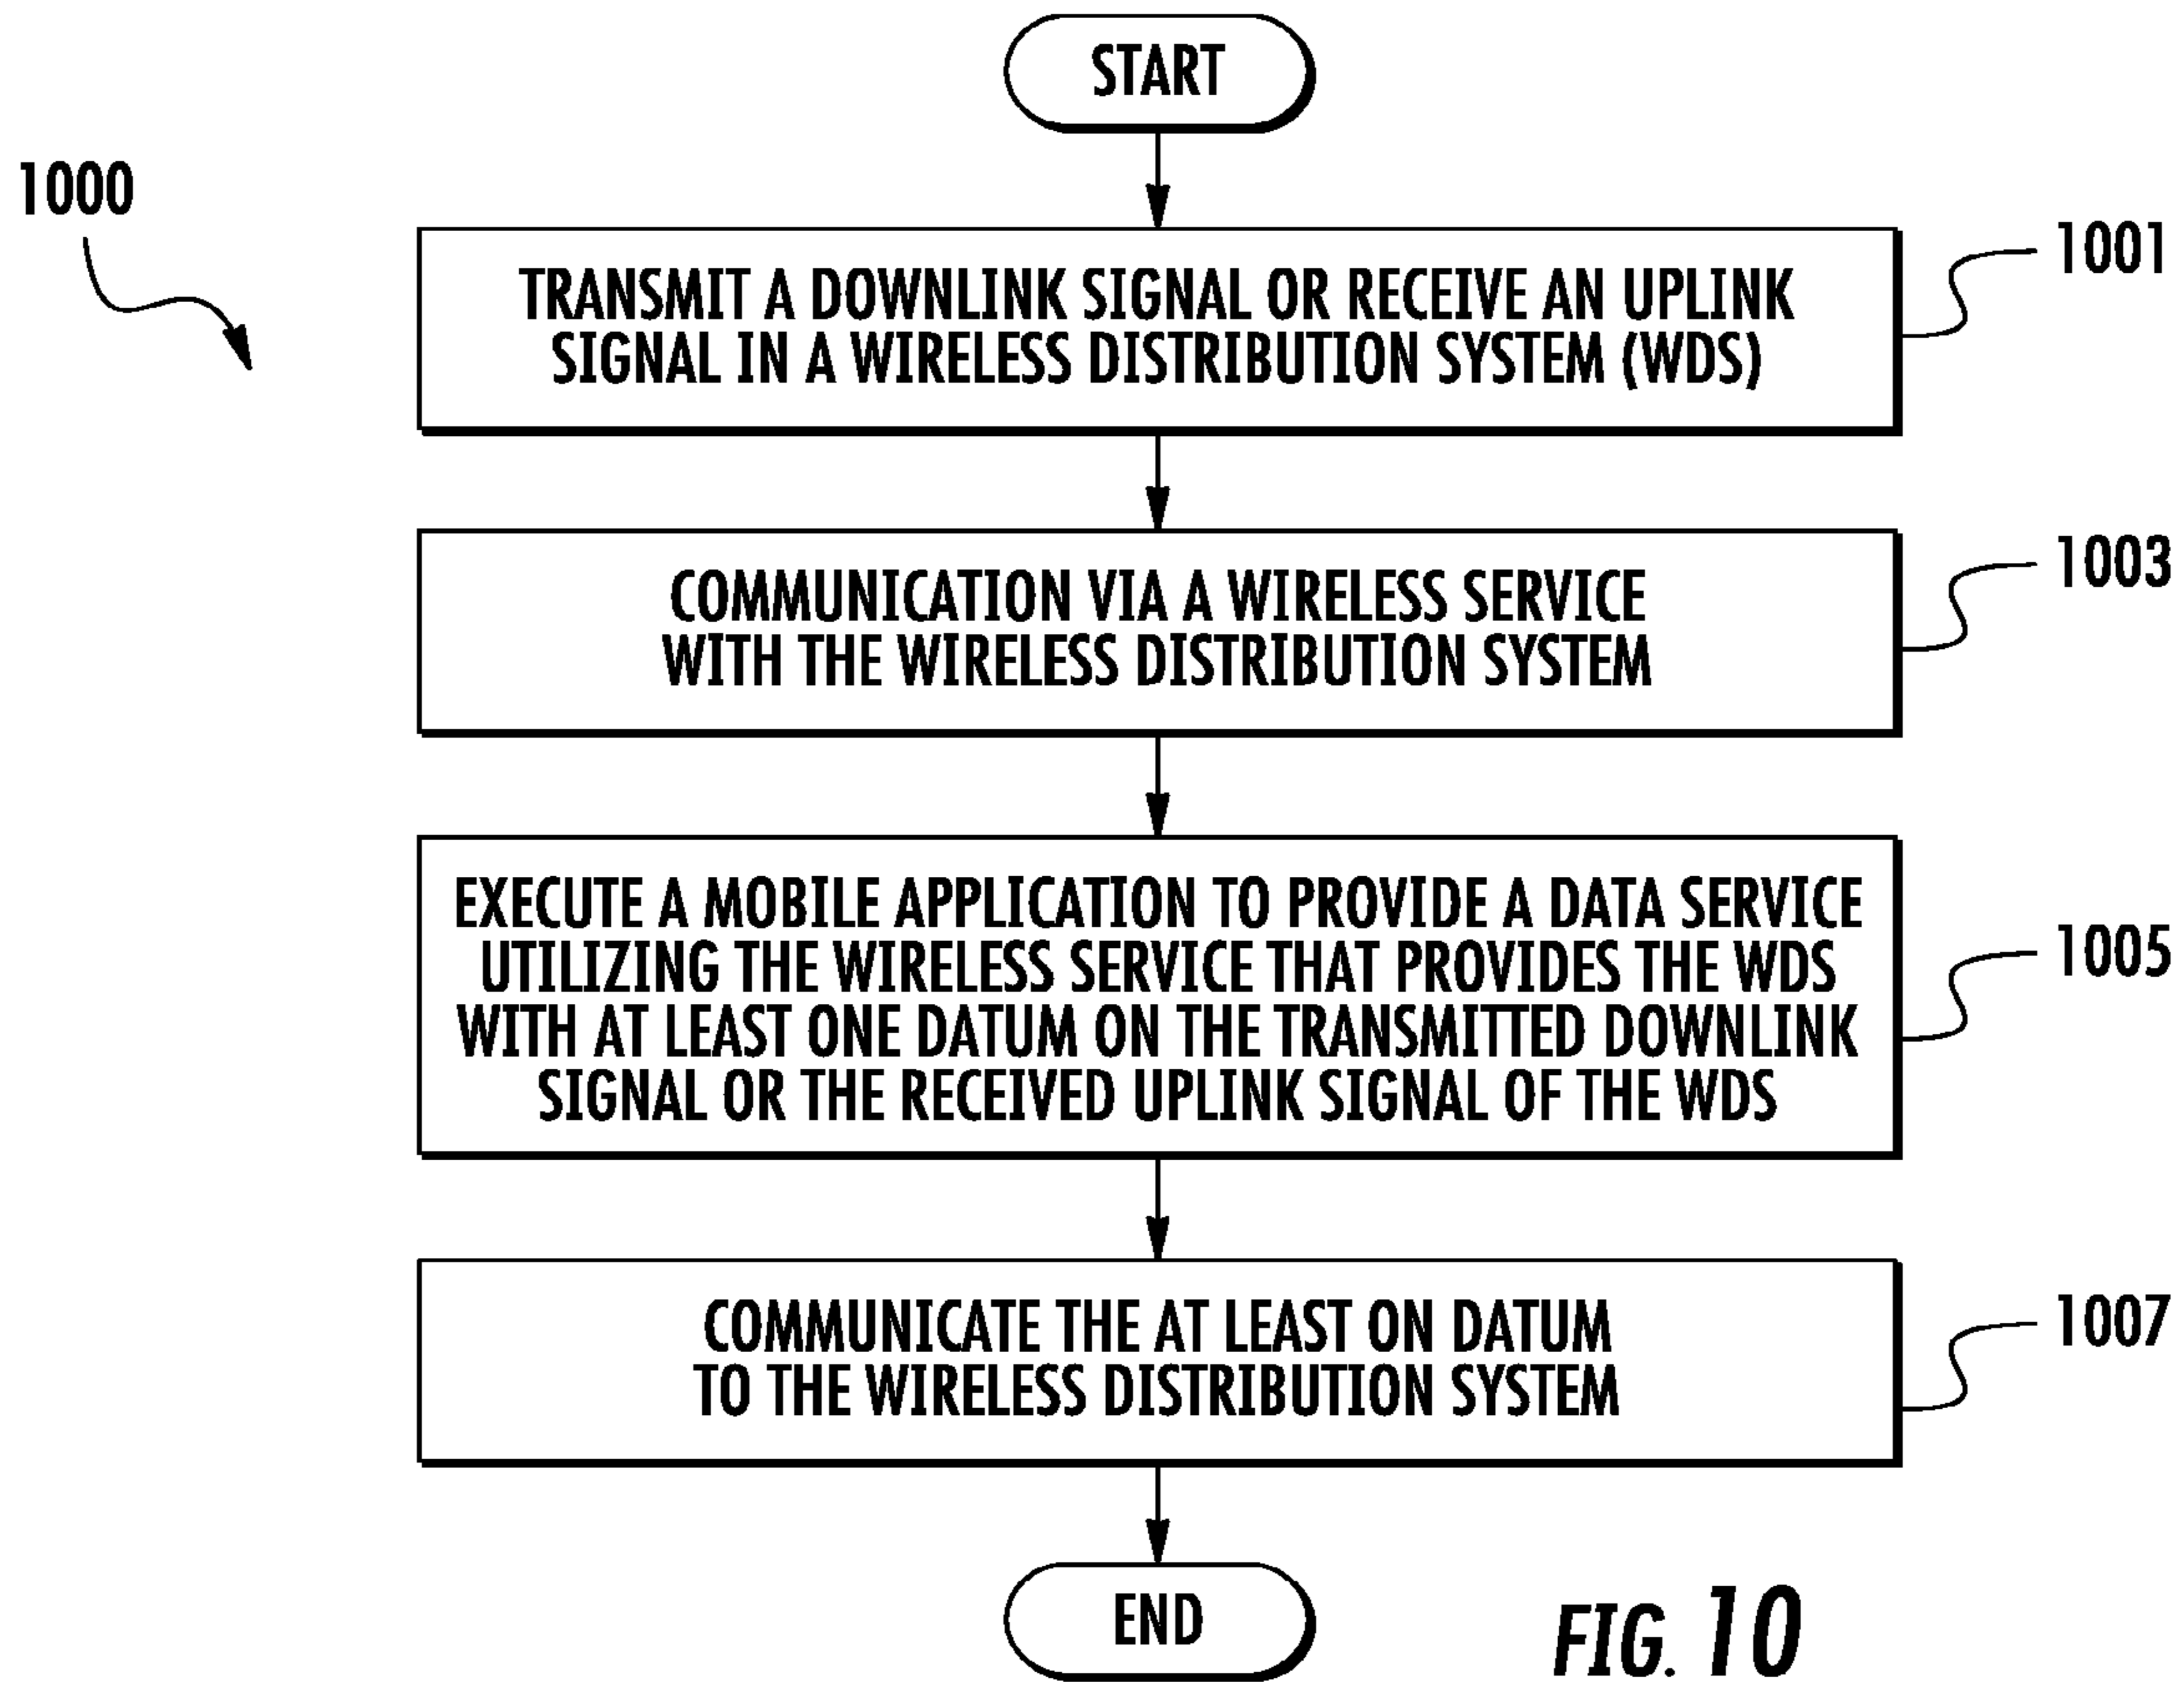 START
1000
TRANSMIT A DOWNLINK SIGNAL OR RECEIVE AN UPLINK
SIGNAL IN A WIRELESS DISTRIBUTION SYSTEM (WDS)
1001
COMMUNICATION VIA A WIRELESS SERVICE
WITH THE WIRELESS DISTRIBUTION SYSTEM
1003
EXECUTE A MOBILE APPLICATION TO PROVIDE A DATA SERVICE
UTILIZING THE WIRELESS SERVICE THAT PROVIDES THE WDS
WITH AT LEAST ONE DATUM ON THE TRANSMITTED DOWNLINK
SIGNAL OR THE RECEIVED UPLINK SIGNAL OF THE WDS
1005
COMMUNICATE THE AT LEAST ON DATUM
TO THE WIRELESS DISTRIBUTION SYSTEM
1007
END
FIG. 10